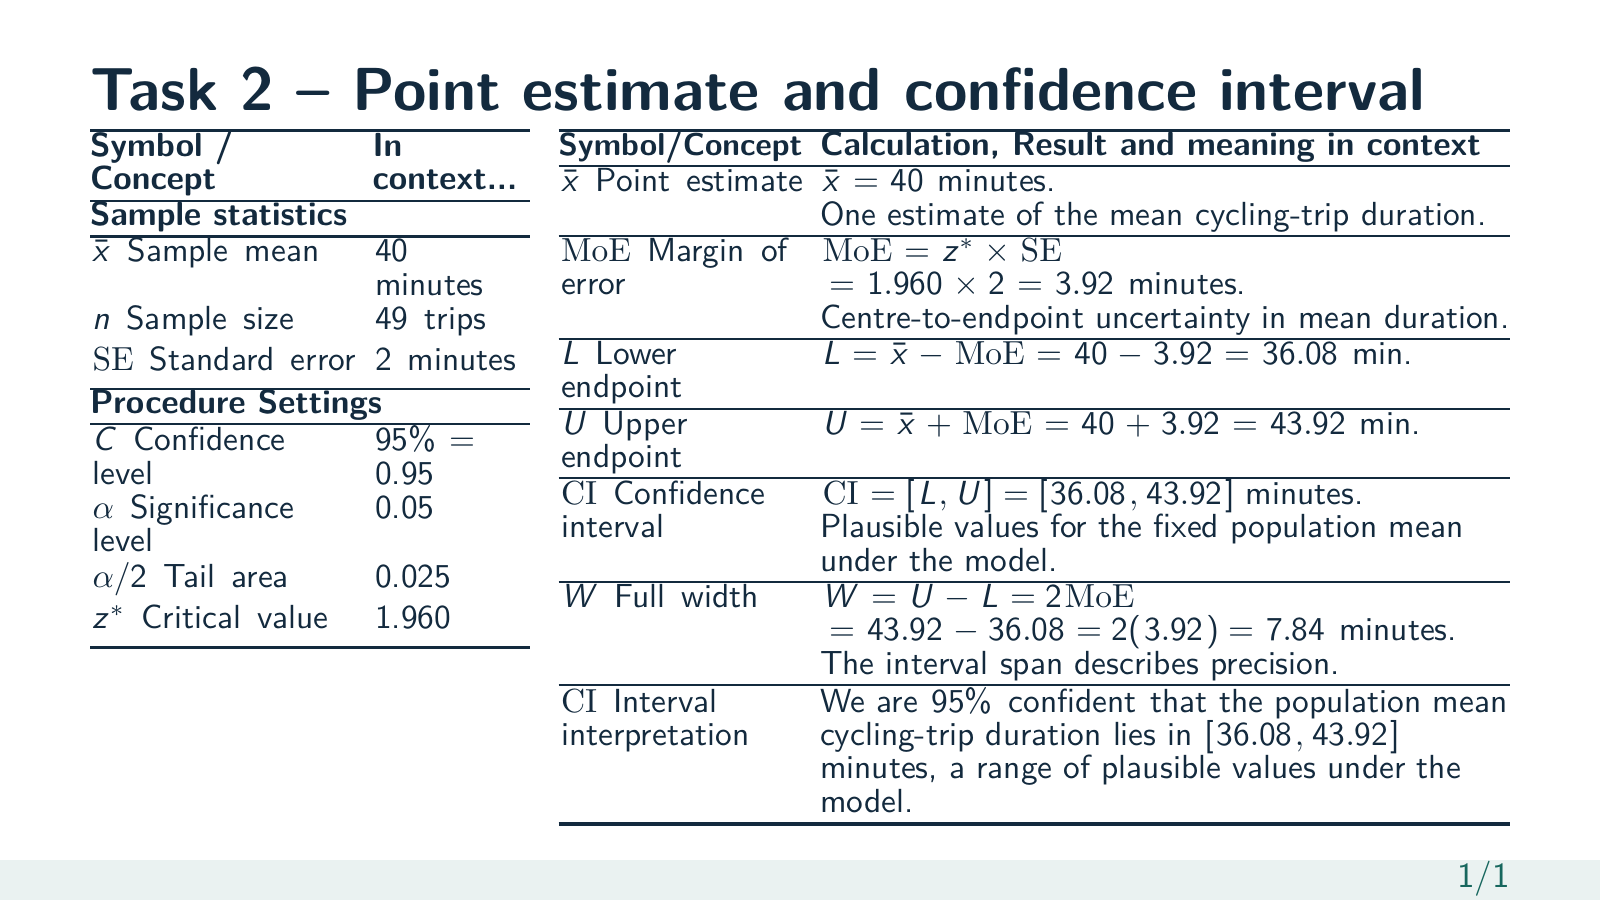 Task 2 – Point estimate and confidence interval
Symbol / In
Concept context...
Sample statistics
x̄ Sample mean 40
minutes
n Sample size 49 trips
SE Standard error 2 minutes
Procedure Settings
C Confidence 95% =
level 0.95
α Significance 0.05
level
α/2 Tail area 0.025
z* Critical value 1.960
Symbol/Concept Calculation, Result and meaning in context
x̄ Point estimate x̄ = 40 minutes.
One estimate of the mean cycling-trip duration.
MoE Margin of MoE = z* × SE
error = 1.960 × 2 = 3.92 minutes.
Centre-to-endpoint uncertainty in mean duration.
L Lower L = x̄ − MoE = 40 − 3.92 = 36.08 min.
endpoint
U Upper U = x̄ + MoE = 40 + 3.92 = 43.92 min.
endpoint
CI Confidence CI = [L, U] = [36.08, 43.92] minutes.
interval Plausible values for the fixed population mean
under the model.
W Full width W = U − L = 2MoE
= 43.92 − 36.08 = 2(3.92) = 7.84 minutes.
The interval span describes precision.
CI Interval We are 95% confident that the population mean
interpretation cycling-trip duration lies in [36.08, 43.92]
minutes, a range of plausible values under the
model.
1/1